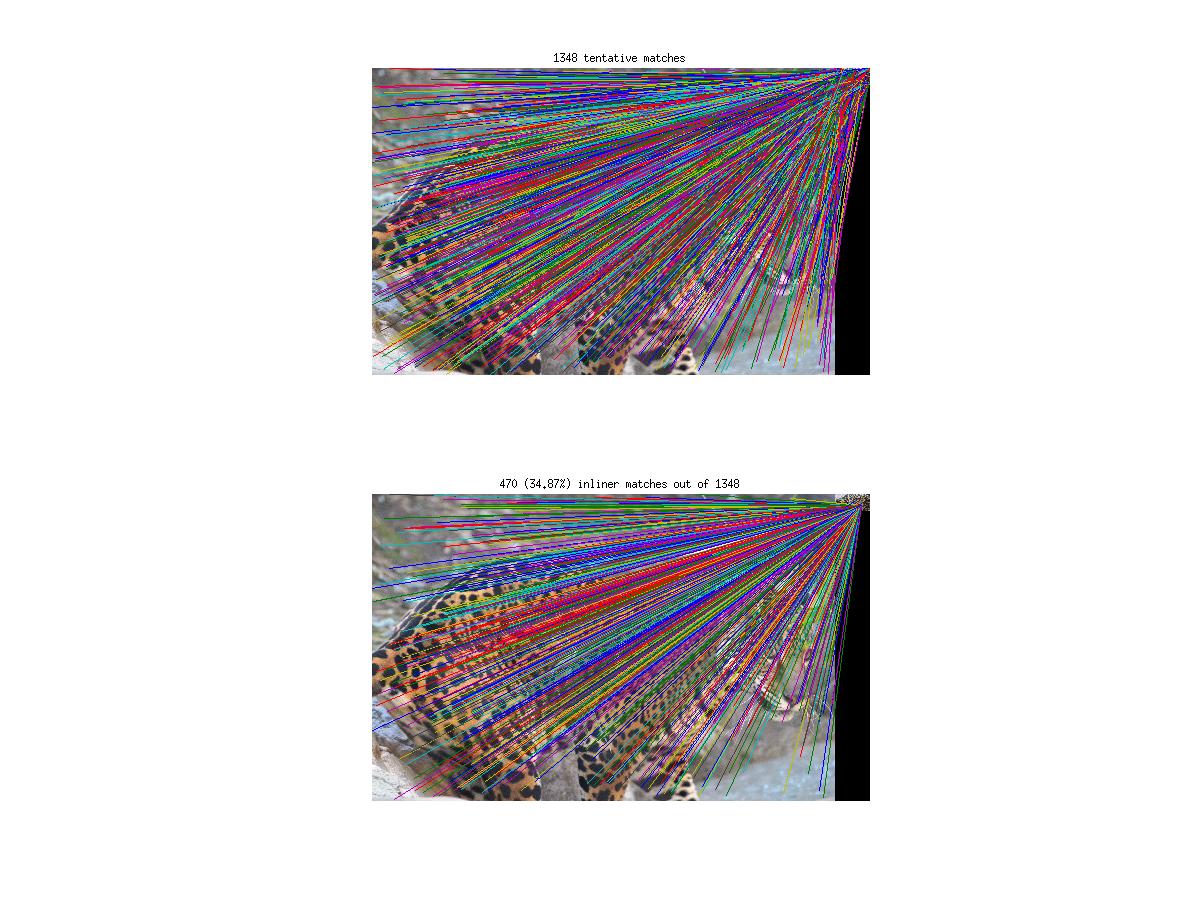 1348 tentative matches
470 (34.87%) inliner matches out of 1348